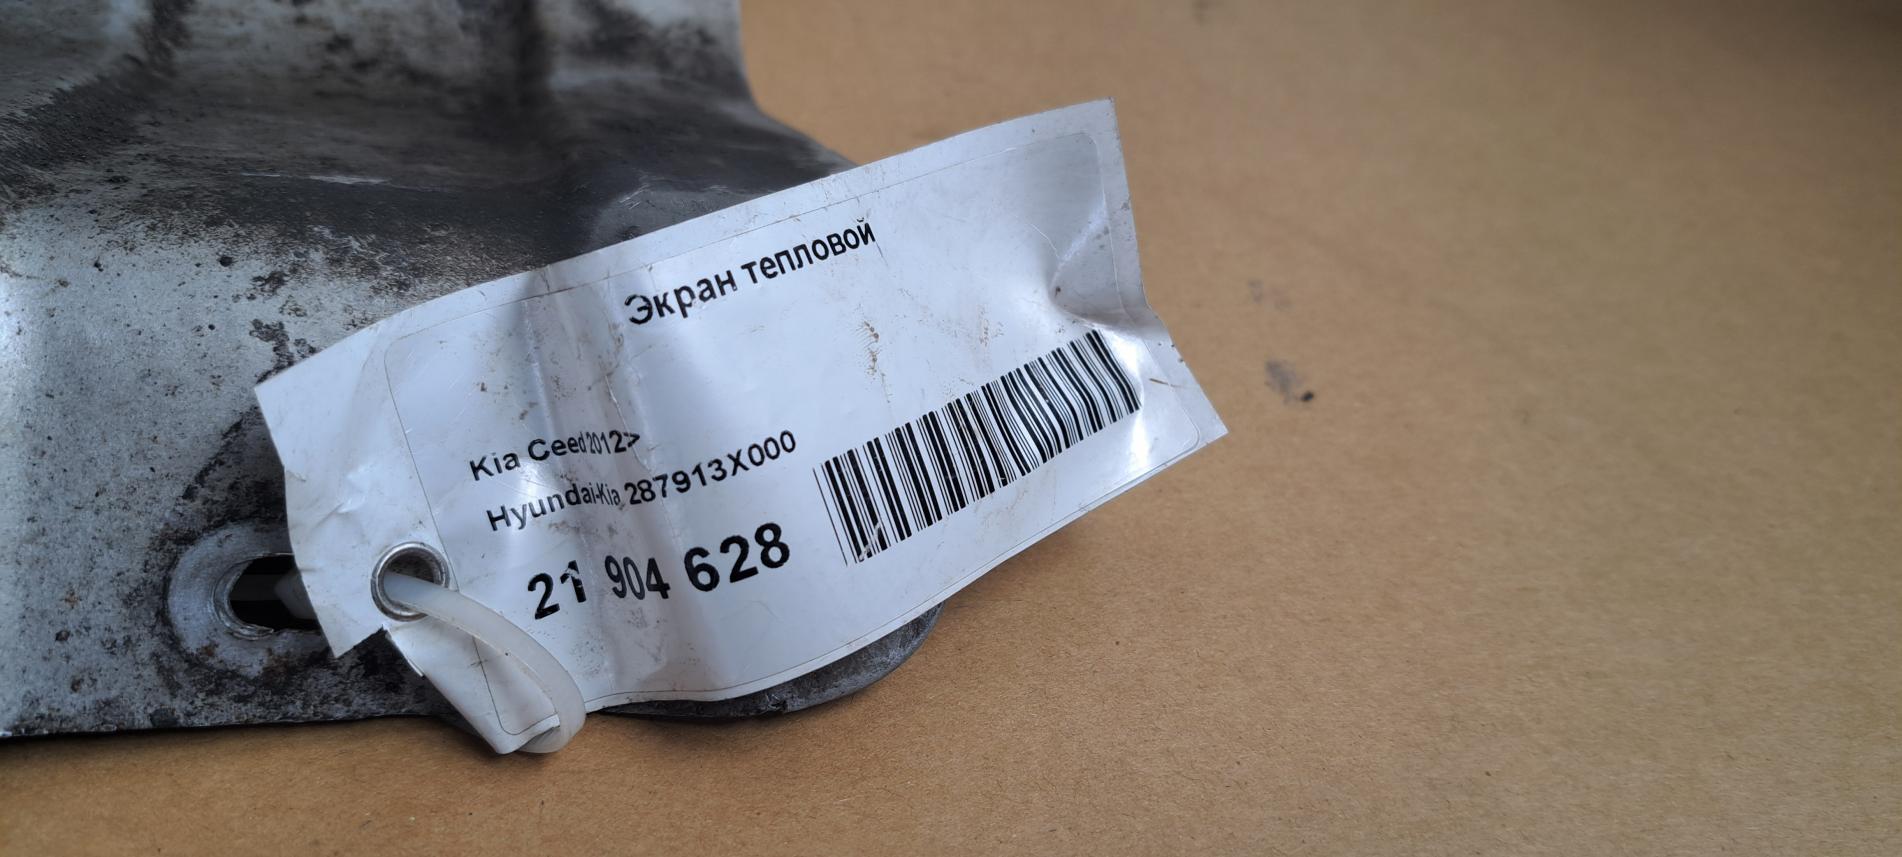 Экран тепловой
Kia Ceed 2012>
Hyundai-Kia 287913X000
21 904 628